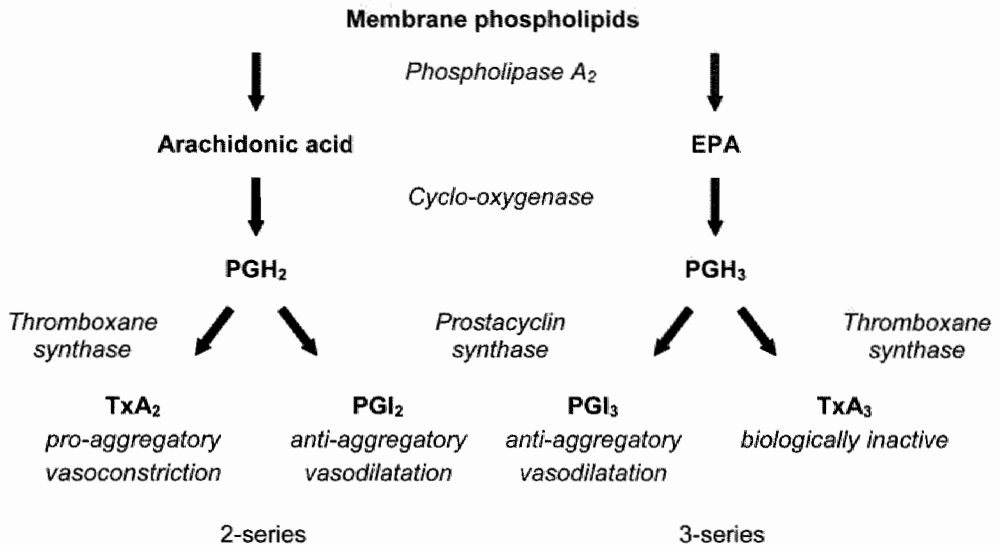 Membrane phospholipids
Phospholipase A₂
Arachidonic acid EPA
Cyclo-oxygenase
PGH₂ PGH₃
Thromboxane synthase
Prostacyclin synthase
Thromboxane synthase
TxA₂ PGI₂ PGI₃ TxA₃
pro-aggregatory anti-aggregatory anti-aggregatory biologically inactive
vasoconstriction vasodilatation vasodilatation
2-series 3-series